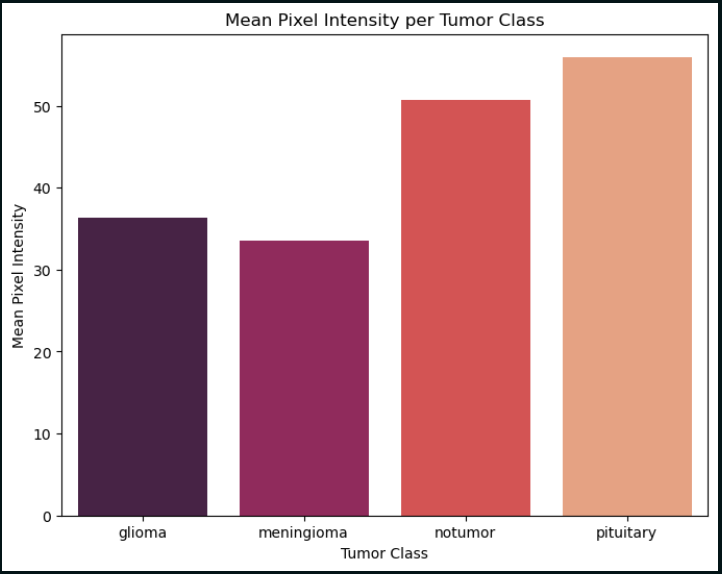 Mean Pixel Intensity per Tumor Class
Mean Pixel Intensity
50
40
30
20
10
0
glioma meningioma notumor pituitary
Tumor Class